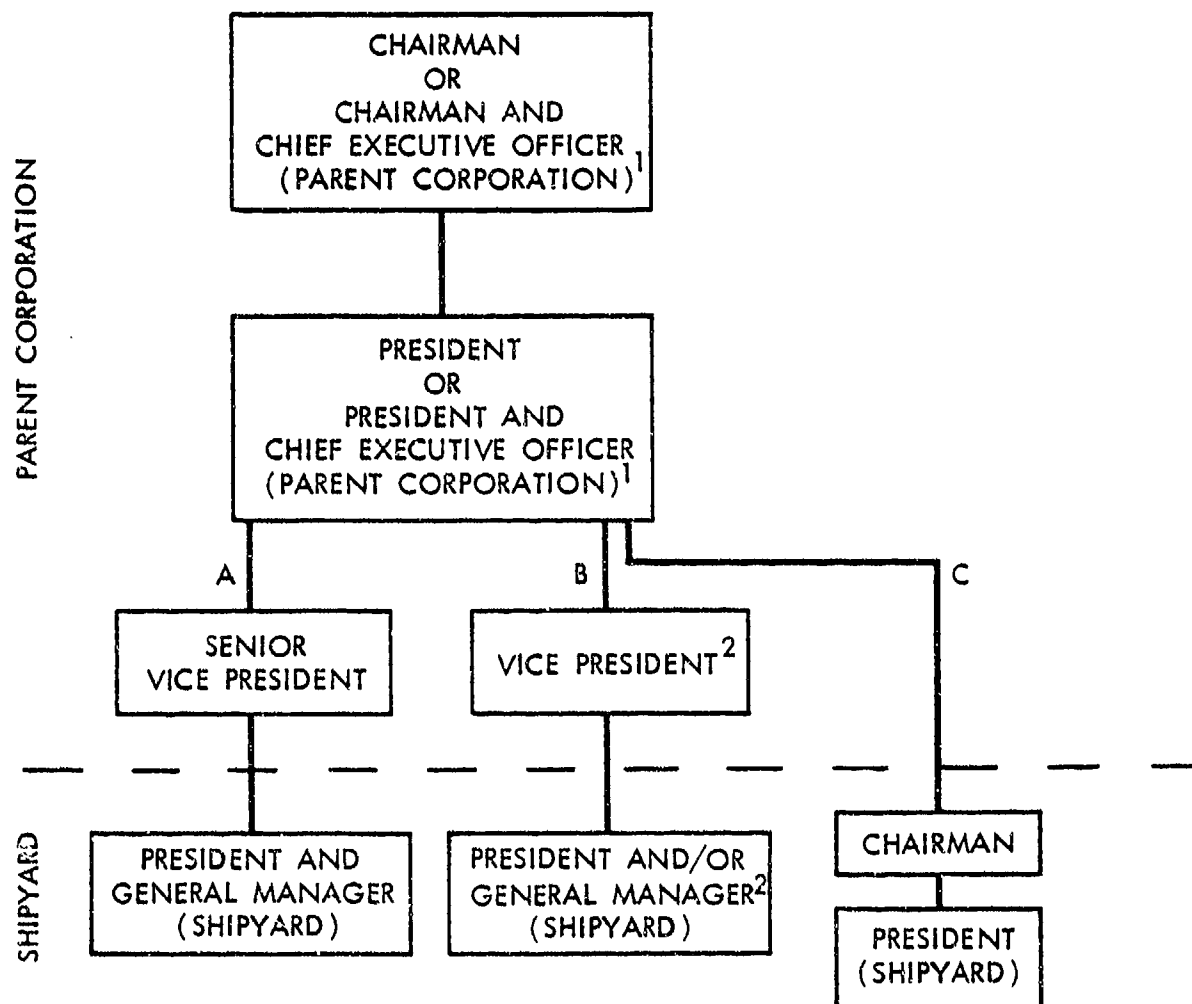 CHAIRMAN
OR
CHAIRMAN AND
CHIEF EXECUTIVE OFFICER
(PARENT CORPORATION)1
PARENT CORPORATION
PRESIDENT
OR
PRESIDENT AND
CHIEF EXECUTIVE OFFICER
(PARENT CORPORATION)1
A
B
C
SENIOR
VICE PRESIDENT
VICE PRESIDENT2
SHIPYARD
PRESIDENT AND
GENERAL MANAGER
(SHIPYARD)
PRESIDENT AND/OR
GENERAL MANAGER2
(SHIPYARD)
CHAIRMAN
PRESIDENT
(SHIPYARD)